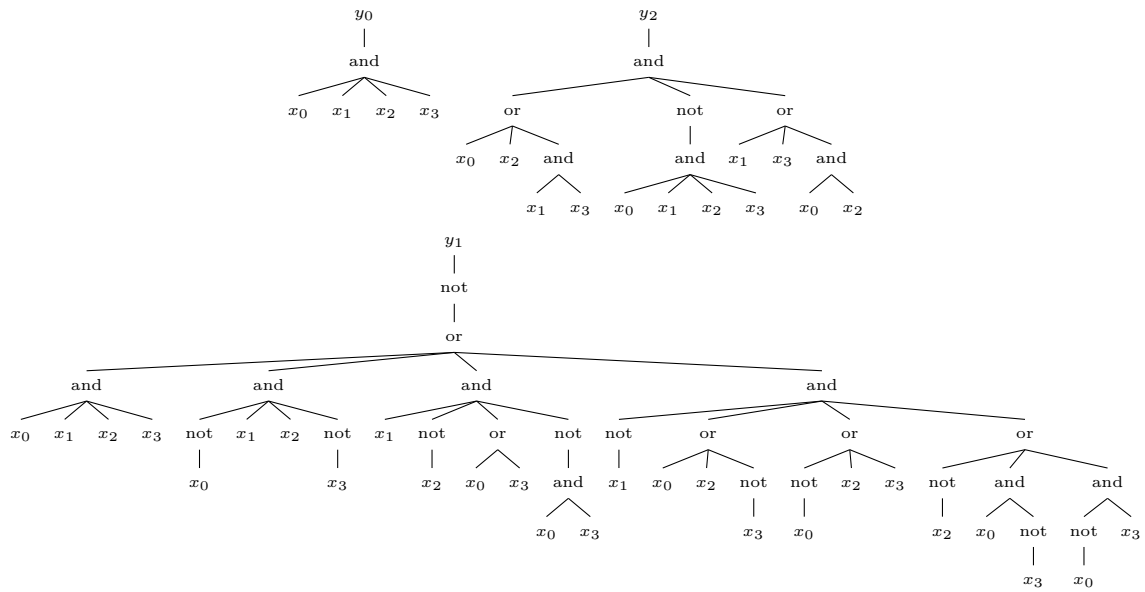 y₀ y₂
and and
x₀ x₁ x₂ x₃ or not or
x₀ x₂ and and x₁ x₃ and
x₁ x₃ x₀ x₁ x₂ x₃ x₀ x₂
y₁
not
or
and and and and
x₀ x₁ x₂ x₃ not x₁ x₂ not x₁ not or not not or or or
x₀ x₃ x₂ x₀ x₃ and x₁ x₀ x₂ not not x₂ x₃ not and and
x₀ x₃ x₃ x₀ x₂ x₀ not not x₃
x₃ x₀